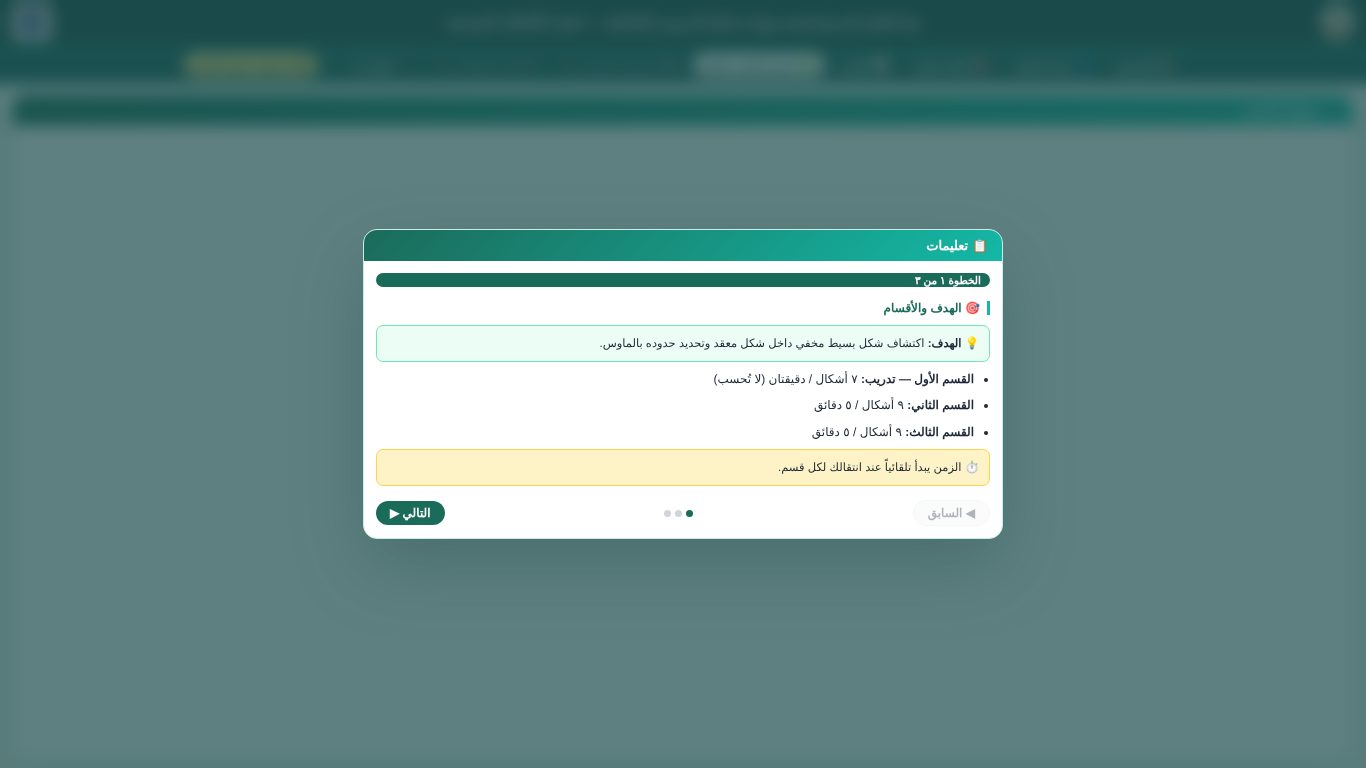 📋 تعليمات
الخطوة ١ من ٣
🎯 الهدف والأقسام
💡 الهدف: اكتشاف شكل بسيط مخفي داخل شكل معقد وتحديد حدوده بالماوس.
• القسم الأول — تدريب: ٧ أشكال / دقيقتان (لا تُحسب)
• القسم الثاني: ٩ أشكال / ٥ دقائق
• القسم الثالث: ٩ أشكال / ٥ دقائق
⏱️ الزمن يبدأ تلقائياً عند انتقالك لكل قسم.
◀ السابق
التالي ▶